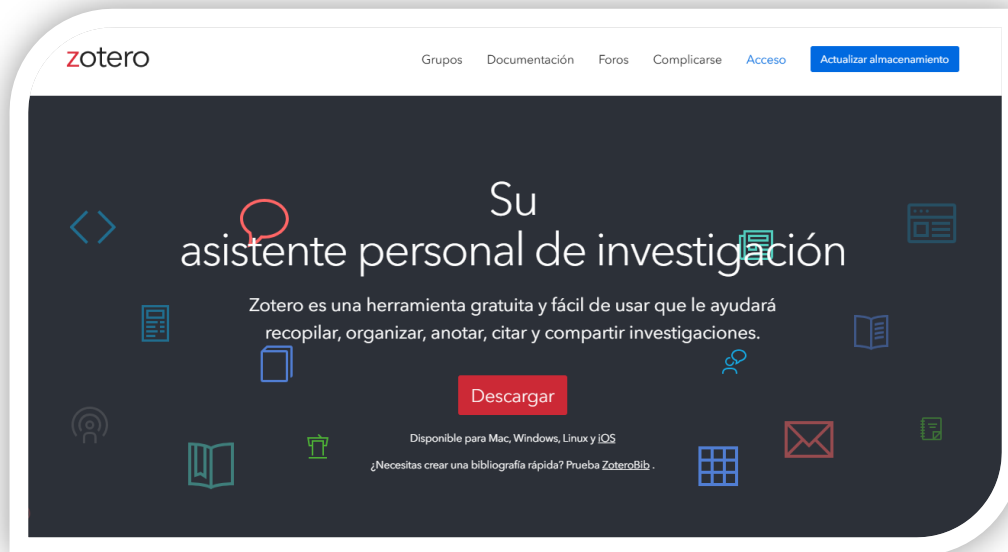 zotero
Grupos Documentación Foros Complicarse Acceso Actualizar almacenamiento
Su
asistente personal de investigación
Zotero es una herramienta gratuita y fácil de usar que le ayudará
recopilar, organizar, anotar, citar y compartir investigaciones.
Descargar
Disponible para Mac, Windows, Linux y iOS
¿Necesitas crear una bibliografía rápida? Prueba ZoteroBib .